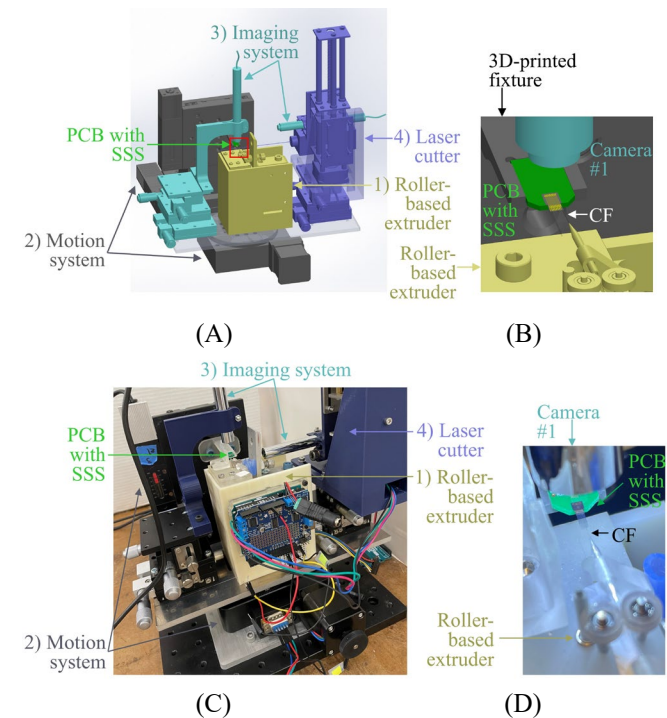 3) Imaging
system
PCB with
SSS
4) Laser
cutter
1) Roller-
based
extruder
2) Motion
system
(A)
3D-printed
fixture
Camera
#1
PCB
with
SSS
CF
Roller-
based
extruder
(B)
3) Imaging system
PCB
with
SSS
4) Laser
cutter
1) Roller-
based
extruder
2) Motion
system
(C)
Camera
#1
PCB
with
SSS
CF
Roller-
based
extruder
(D)